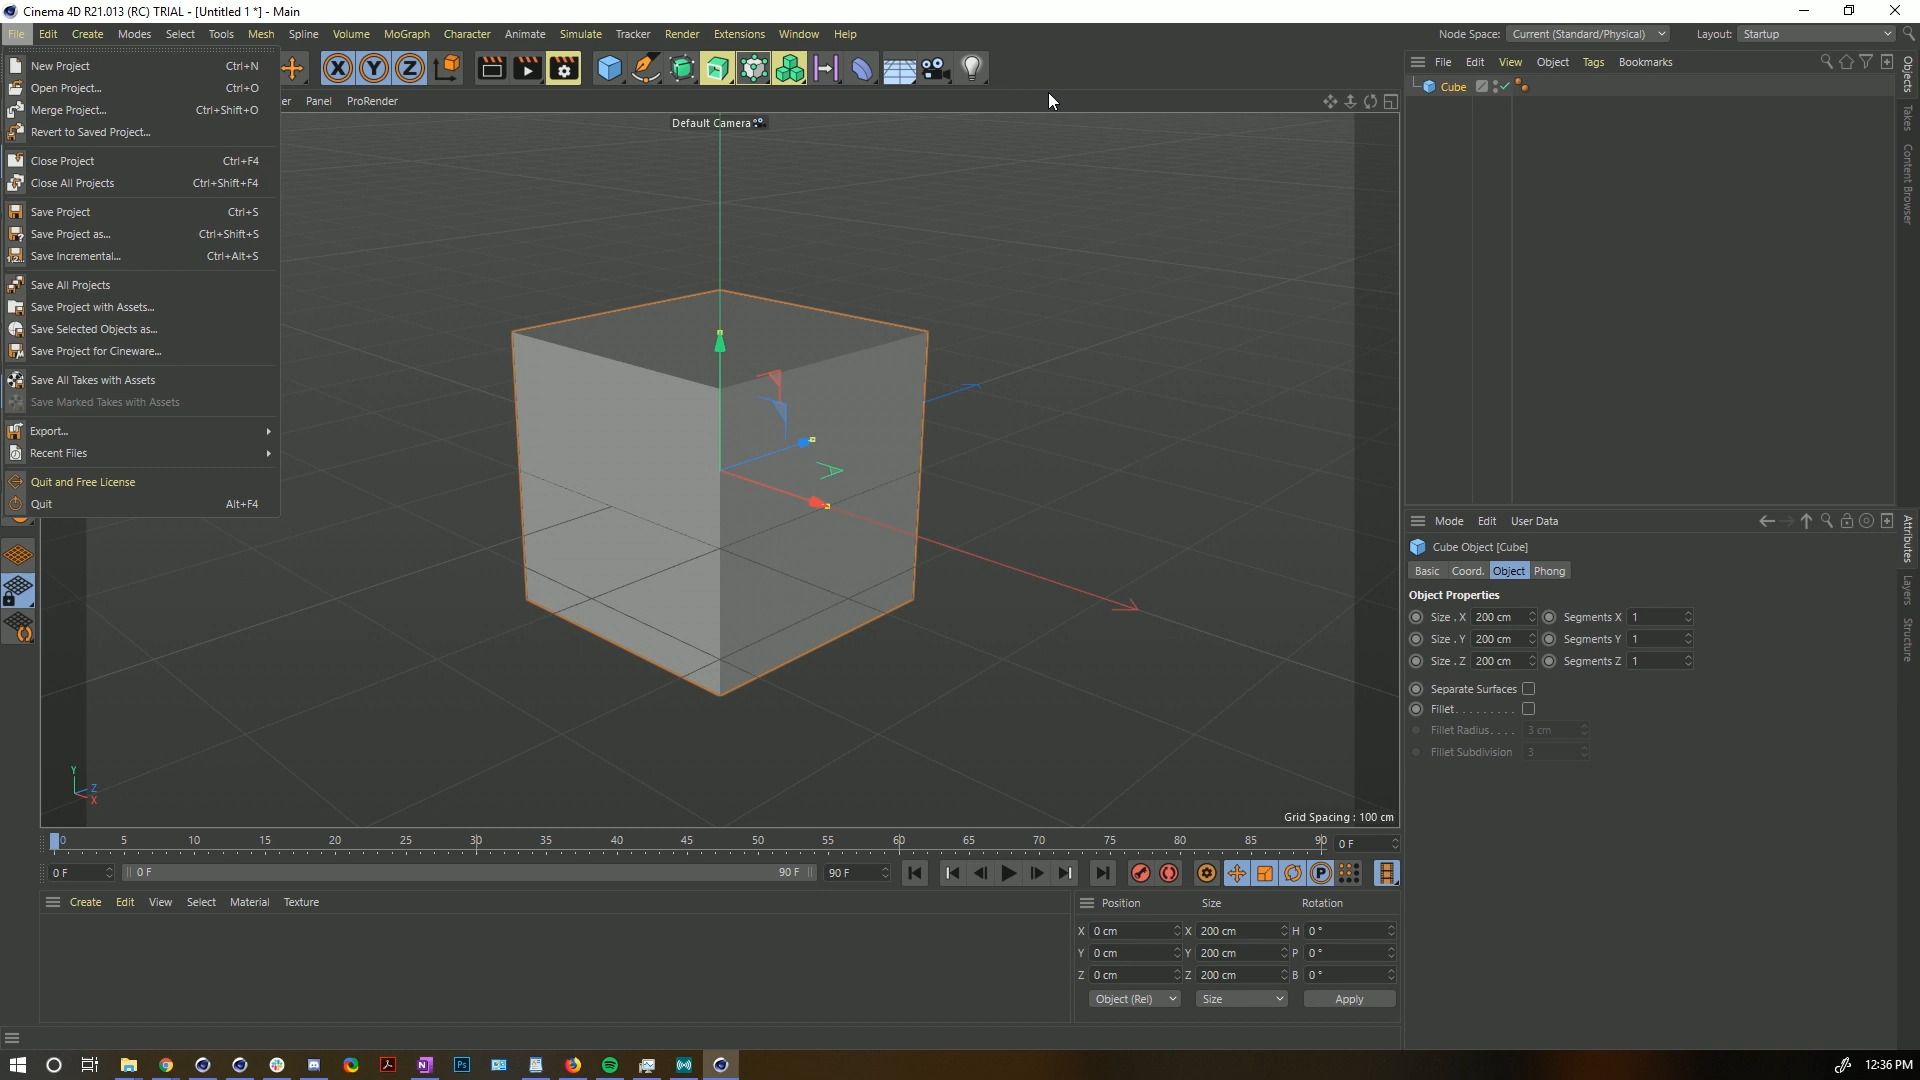 Cinema 4D R21.013 (RC) TRIAL - [Untitled 1 *] - Main
File Edit Create Modes Select Tools Mesh Spline Volume MoGraph Character Animate Simulate Tracker Render Extensions Window Help Node Space: Current (Standard/Physical) Layout: Startup
New Project Ctrl+N
Open Project... Ctrl+O
Merge Project... Ctrl+Shift+O
Revert to Saved Project...
Close Project Ctrl+F4
Close All Projects Ctrl+Shift+F4
Save Project Ctrl+S
Save Project as... Ctrl+Shift+S
Save Incremental... Ctrl+Alt+S
Save All Projects
Save Project with Assets...
Save Selected Objects as...
Save Project for Cineware...
Save All Takes with Assets
Save Marked Takes with Assets
Export...
Recent Files
Quit and Free License
Quit Alt+F4
X Y Z
er Panel ProRender
Default Camera
Y
Z
X
Grid Spacing : 100 cm
File Edit View Object Tags Bookmarks
Cube
Objects
Takes
Content Browser
Mode Edit User Data
Cube Object [Cube]
Basic Coord. Object Phong
Object Properties
Size . X 200 cm Segments X 1
Size . Y 200 cm Segments Y 1
Size . Z 200 cm Segments Z 1
Separate Surfaces
Fillet. . . . . . . . .
Fillet Radius. . . . 3 cm
Fillet Subdivision 3
Attributes
Layers
Structure
0 5 10 15 20 25 30 35 40 45 50 55 60 65 70 75 80 85 90 0 F
0 F 0 F 90 F 90 F P
Create Edit View Select Material Texture
Position Size Rotation
X 0 cm X 200 cm H 0 °
Y 0 cm Y 200 cm P 0 °
Z 0 cm Z 200 cm B 0 °
Object (Rel) Size Apply
N Ps 12:36 PM